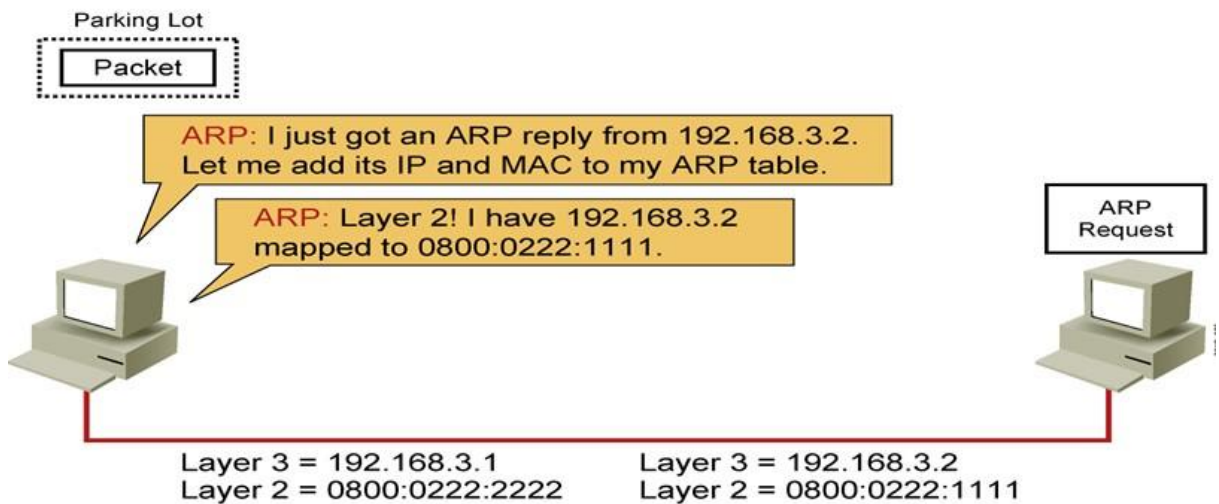 Parking Lot
Packet
ARP: I just got an ARP reply from 192.168.3.2.
Let me add its IP and MAC to my ARP table.
ARP: Layer 2! I have 192.168.3.2
mapped to 0800:0222:1111.
ARP
Request
Layer 3 = 192.168.3.1
Layer 2 = 0800:0222:2222
Layer 3 = 192.168.3.2
Layer 2 = 0800:0222:1111